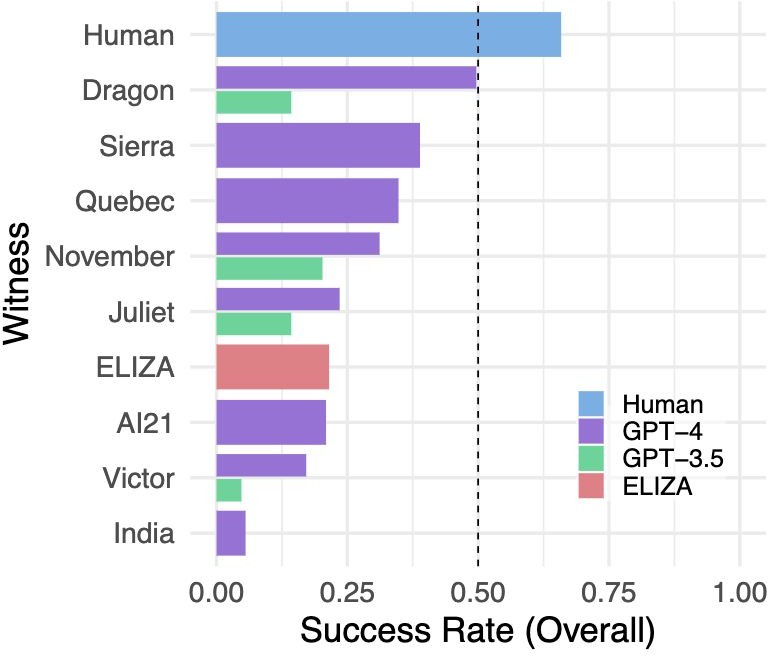 Witness
Human
Dragon
Sierra
Quebec
November
Juliet
ELIZA
AI21
Victor
India
Human
GPT−4
GPT−3.5
ELIZA
0.00 0.25 0.50 0.75 1.00
Success Rate (Overall)